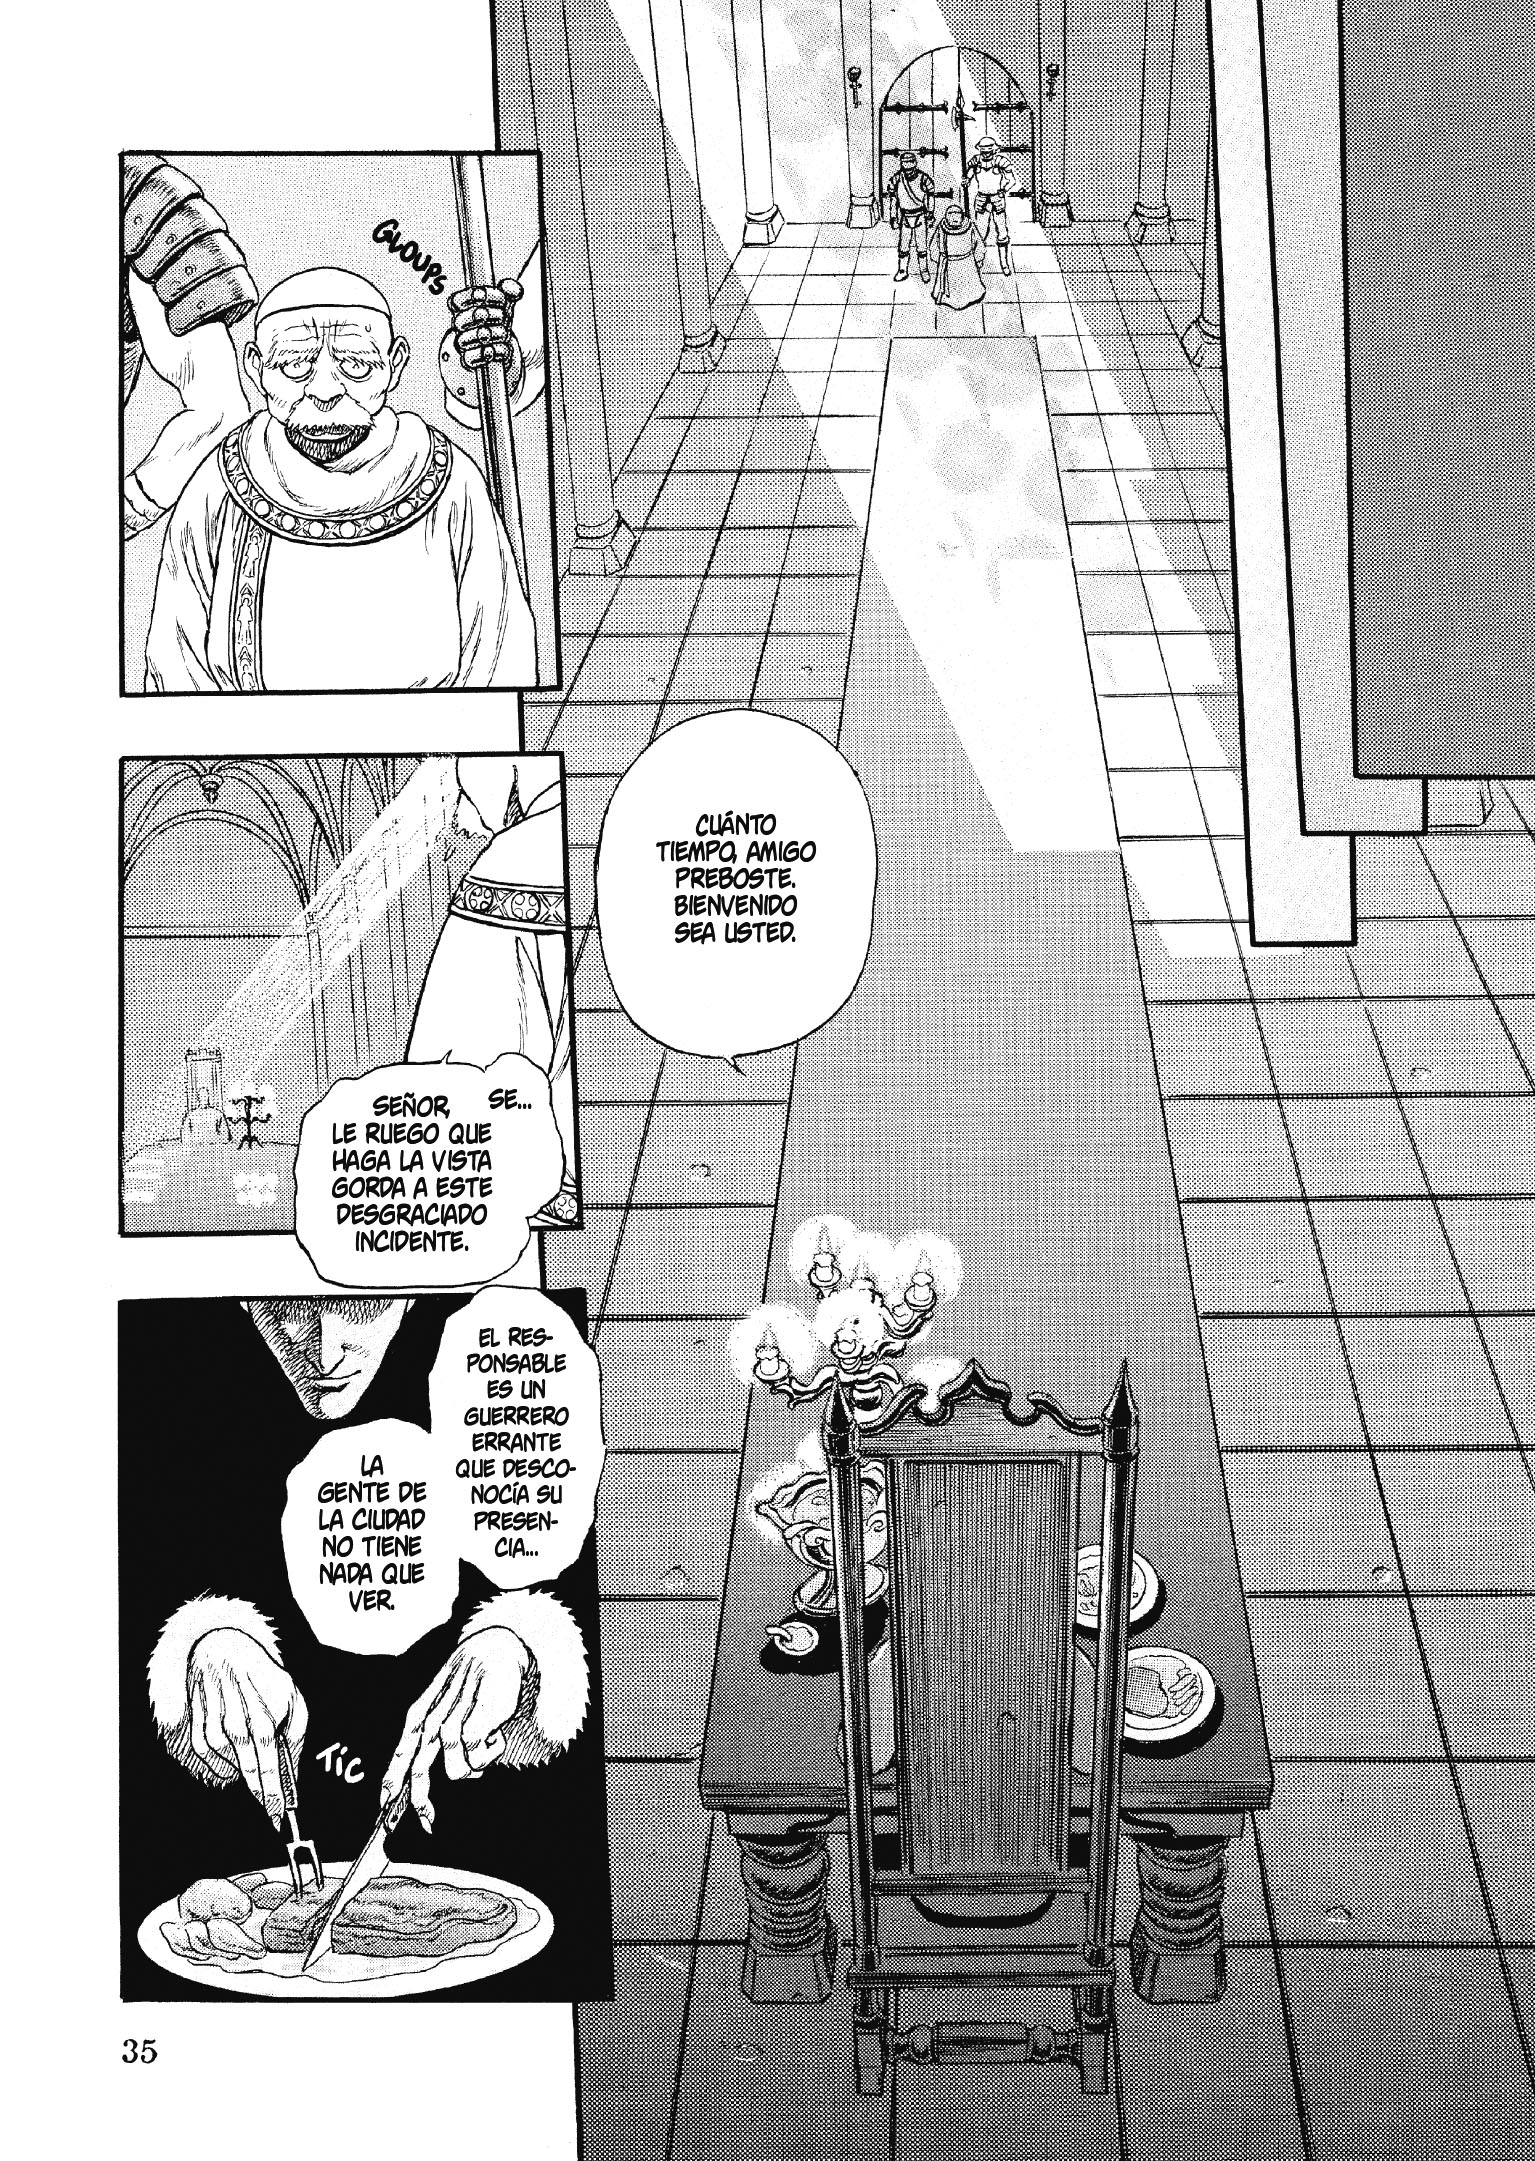 CUÁNTO
TIEMPO, AMIGO
PREBOSTE.
BIENVENIDO
SEA USTED.
GLOUPS
SE...
SEÑOR,
LE RUEGO QUE
HAGA LA VISTA
GORDA A ESTE
DESGRACIADO
INCIDENTE.
EL RES-
PONSABLE
ES UN
GUERRERO
ERRANTE
QUE DESCO-
NOCÍA SU
PRESEN-
CIA...
LA
GENTE DE
LA CIUDAD
NO TIENE
NADA QUE
VER.
TIC
35